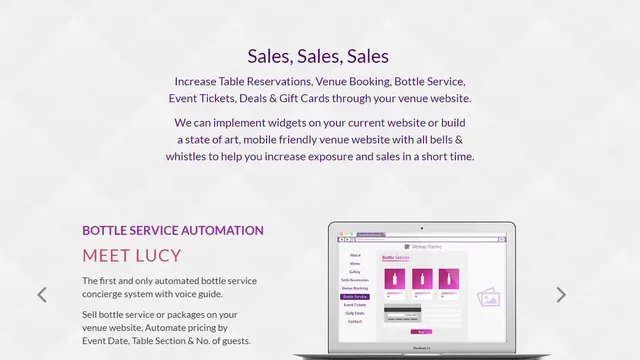 Sales, Sales, Sales
Increase Table Reservations, Venue Booking, Bottle Service,
Event Tickets, Deals & Gift Cards through your venue website.
We can implement widgets on your current website or build
a state of art, mobile friendly venue website with all bells &
whistles to help you increase exposure and sales in a short time.
BOTTLE SERVICE AUTOMATION
MEET LUCY
The first and only automated bottle service
concierge system with voice guide.
Sell bottle service or packages on your
venue website, Automate pricing by
Event Date, Table Section & No. of guests.
Venue Name
About
Menu
Gallery
Table Reservation
Venue Booking
Bottle Service
Event Tickets
Daily Deals
Contact
Bottle Service